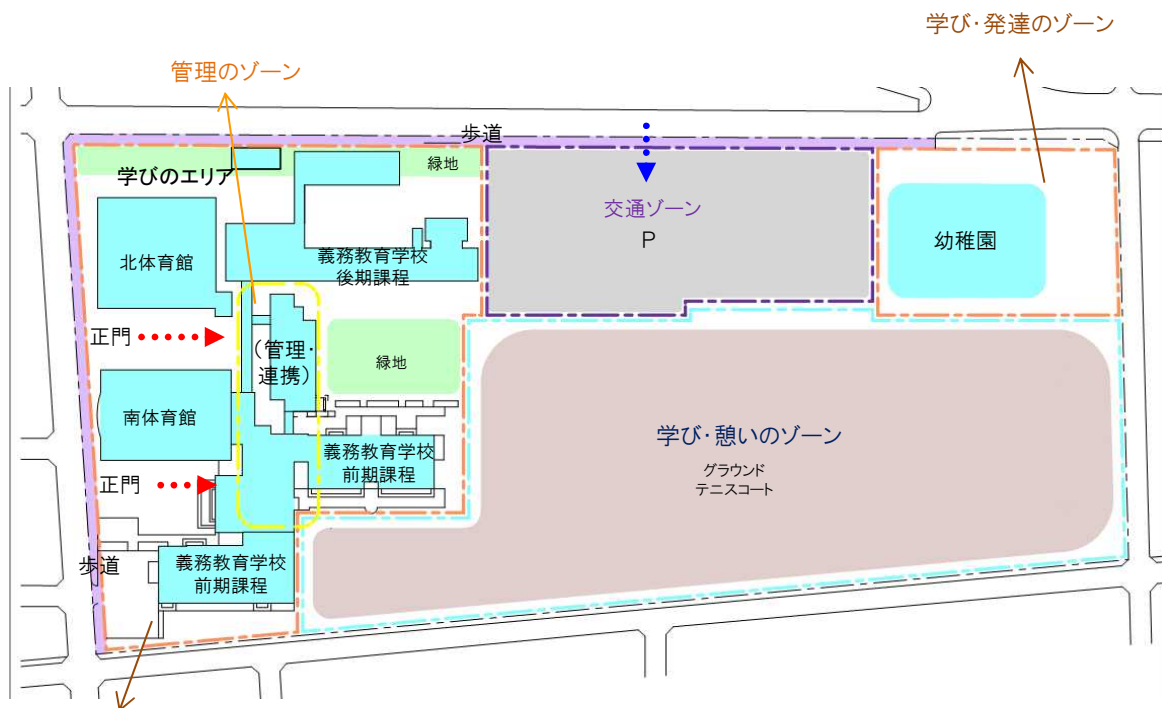 学び・発達のゾーン
管理のゾーン
歩道
緑地
学びのエリア
交通ゾーン
P
幼稚園
北体育館
義務教育学校
後期課程
正門
(管理・
連携)
緑地
南体育館
学び・憩いのゾーン
グラウンド
テニスコート
義務教育学校
前期課程
正門
歩道
義務教育学校
前期課程